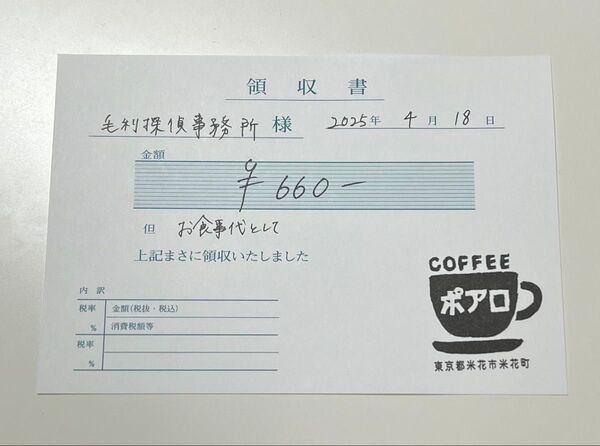 領収書
毛利探偵事務所 様 2025年 4月 18日
金額
¥660-
但 お食事代として
上記まさに領収いたしました
内訳
税率 % 金額(税抜・税込)
消費税額等
税率 %
COFFEE
ポアロ
東京都米花市米花町